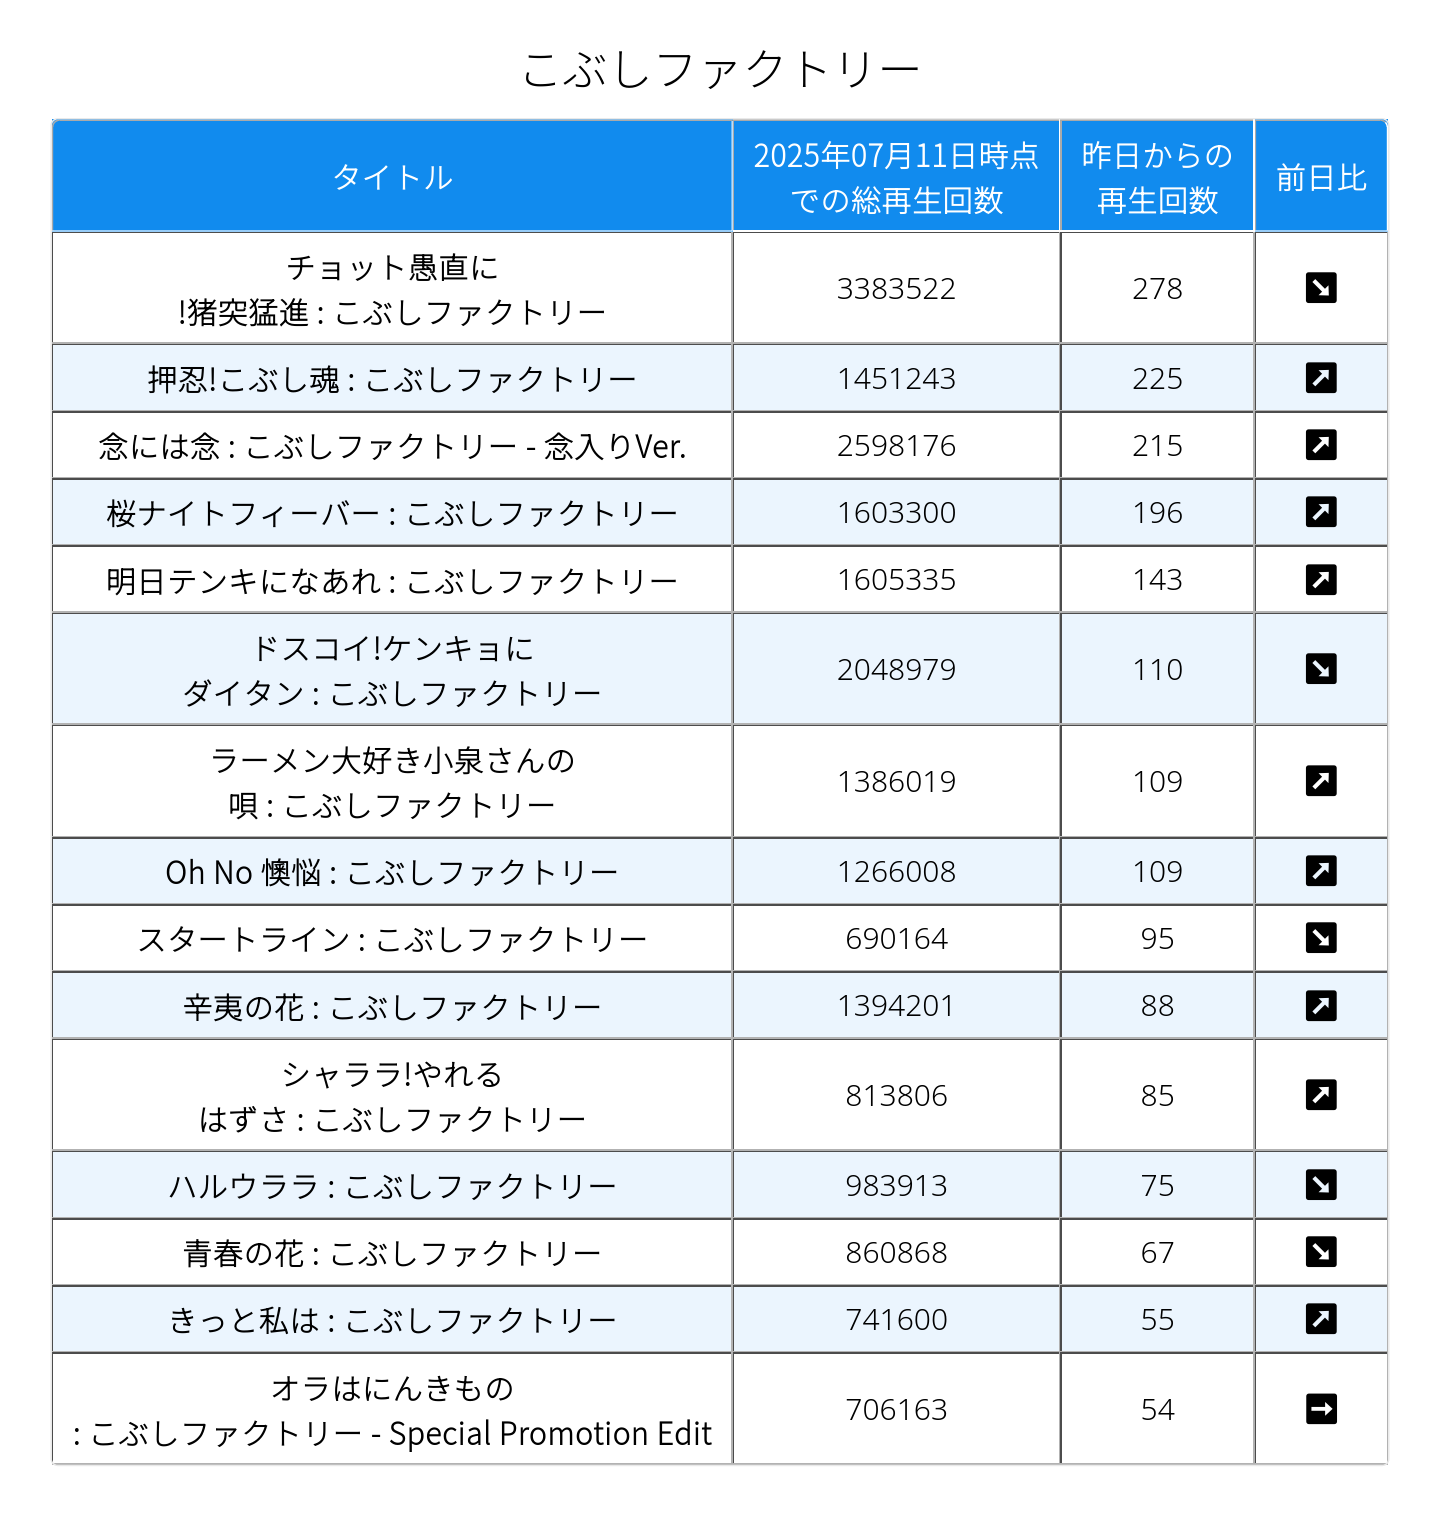 こぶしファクトリー
タイトル
2025年07月11日時点
での総再生回数
昨日からの
再生回数
前日比
チョット愚直に
!猪突猛進 : こぶしファクトリー
3383522
278
押忍!こぶし魂 : こぶしファクトリー
1451243
225
念には念 : こぶしファクトリー - 念入りVer.
2598176
215
桜ナイトフィーバー : こぶしファクトリー
1603300
196
明日テンキになあれ : こぶしファクトリー
1605335
143
ドスコイ!ケンキョに
ダイタン : こぶしファクトリー
2048979
110
ラーメン大好き小泉さんの
唄 : こぶしファクトリー
1386019
109
Oh No 懊悩 : こぶしファクトリー
1266008
109
スタートライン : こぶしファクトリー
690164
95
辛夷の花 : こぶしファクトリー
1394201
88
シャララ!やれる
はずさ : こぶしファクトリー
813806
85
ハルウララ : こぶしファクトリー
983913
75
青春の花 : こぶしファクトリー
860868
67
きっと私は : こぶしファクトリー
741600
55
オラはにんきもの
: こぶしファクトリー - Special Promotion Edit
706163
54